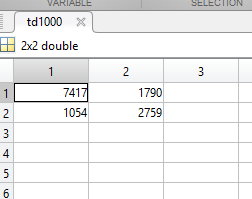 VARIABLE SELECTION
td1000
2x2 double
1 2 3
1 7417 1790
2 1054 2759
3
4
5
6